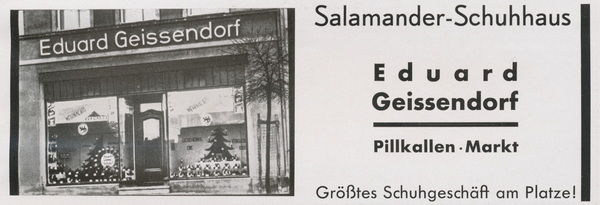 Eduard Geissendorf
Salamander-Schuhhaus
Eduard
Geissendorf
Pillkallen · Markt
Größtes Schuhgeschäft am Platze!